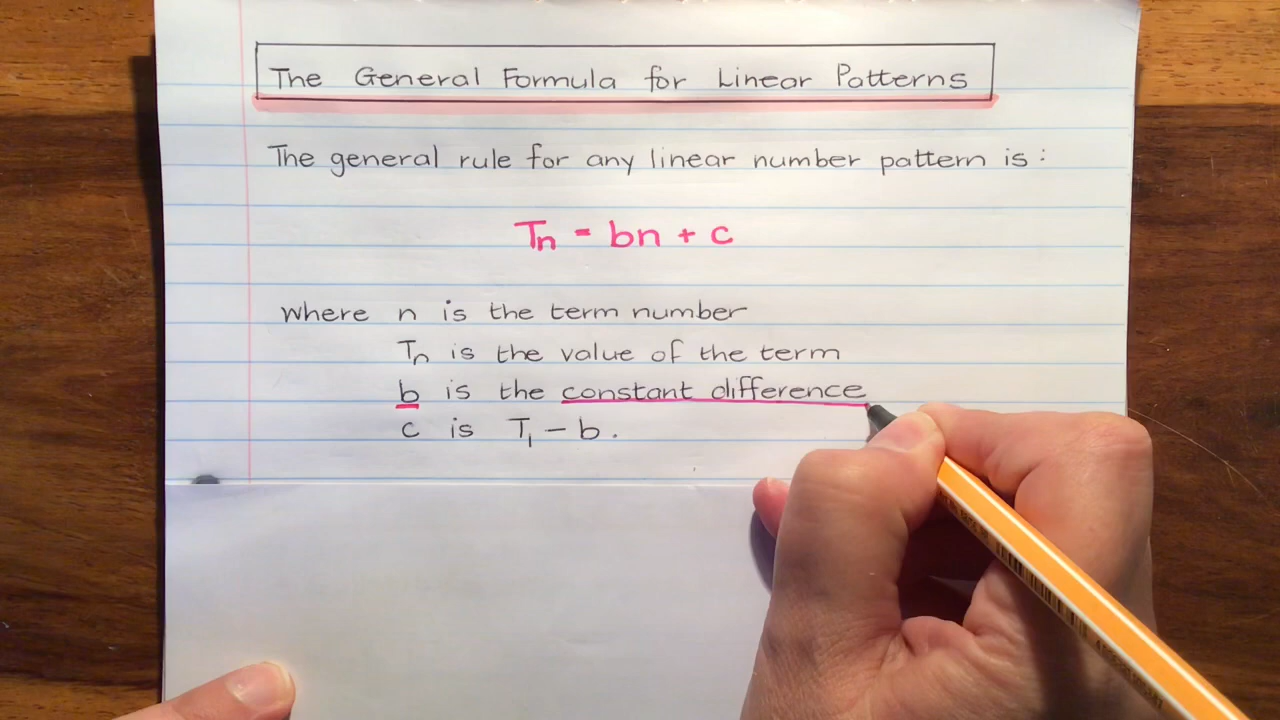 The General Formula for Linear Patterns
The general rule for any linear number pattern is:
Tn = bn + c
where n is the term number
Tn is the value of the term
b is the constant difference
c is T1 - b.